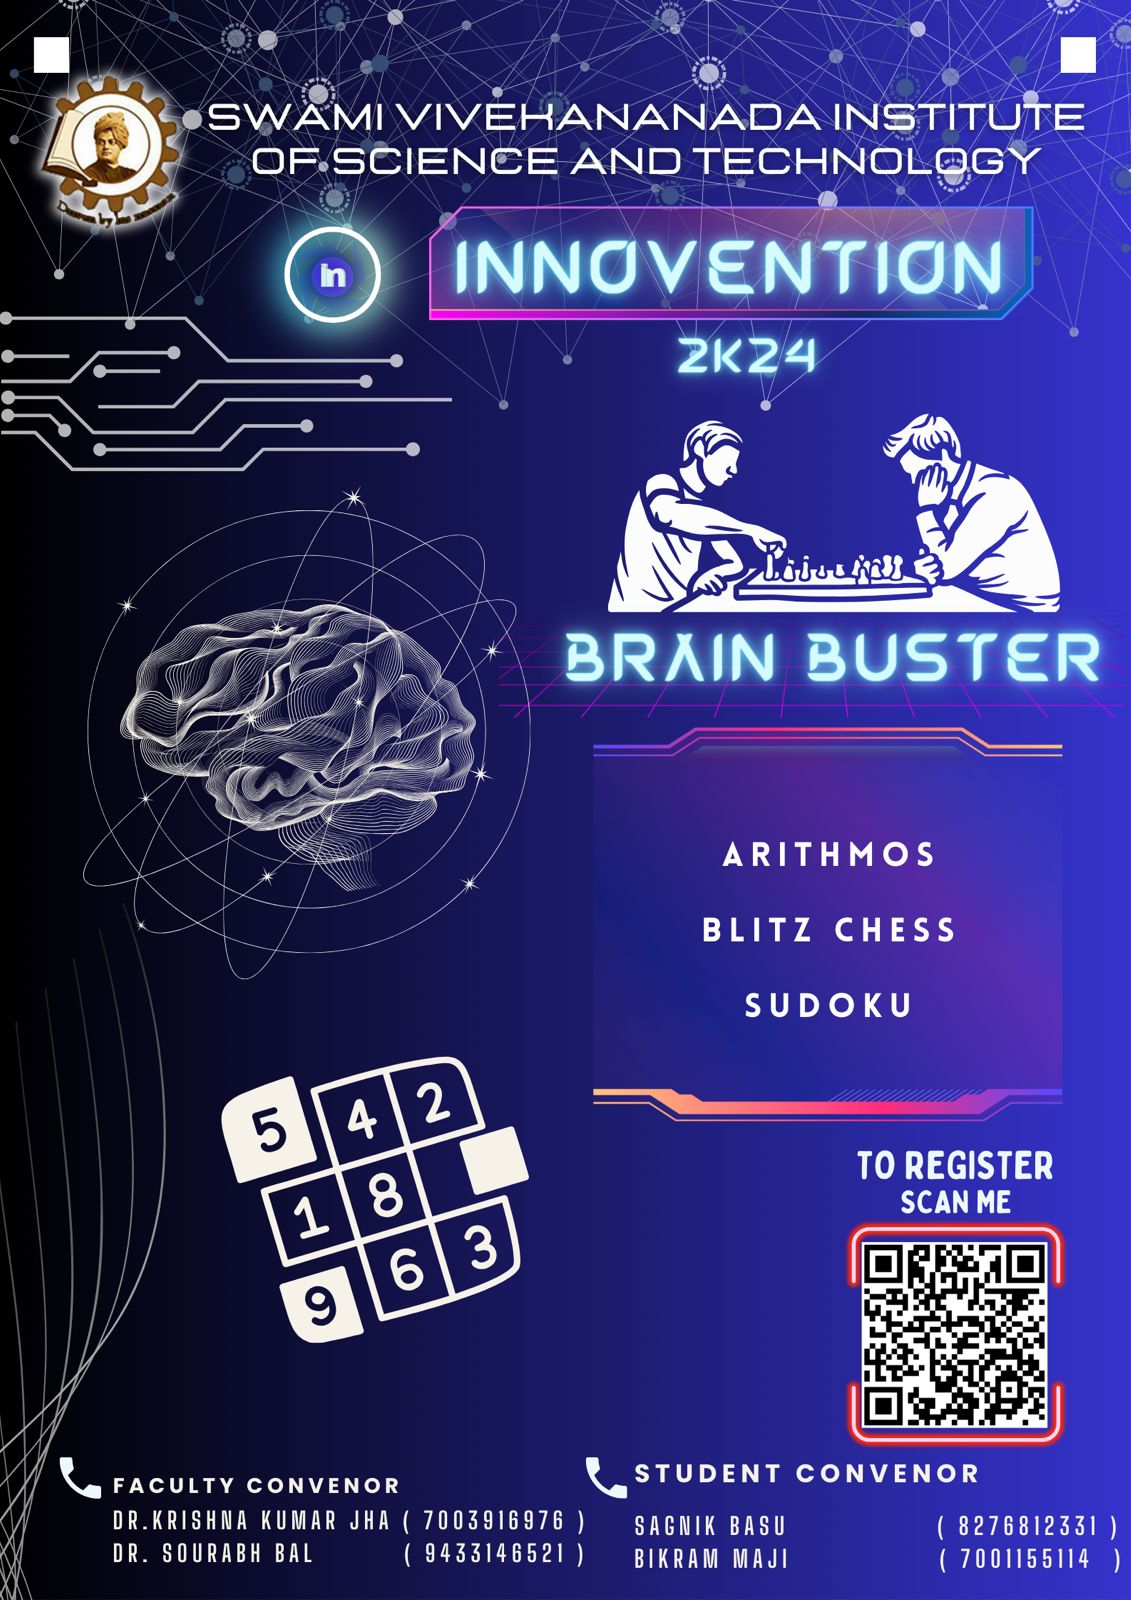 SWAMI VIVEKANANADA INSTITUTE
OF SCIENCE AND TECHNOLOGY
in
INNOVENTION
2K24
BRAIN BUSTER
ARITHMOS
BLITZ CHESS
SUDOKU
5 4 2
1 8
9 6 3
TO REGISTER
SCAN ME
FACULTY CONVENOR
DR.KRISHNA KUMAR JHA ( 7003916976 )
DR. SOURABH BAL ( 9433146521 )
STUDENT CONVENOR
SAGNIK BASU ( 8276812331 )
BIKRAM MAJI ( 7001155114 )